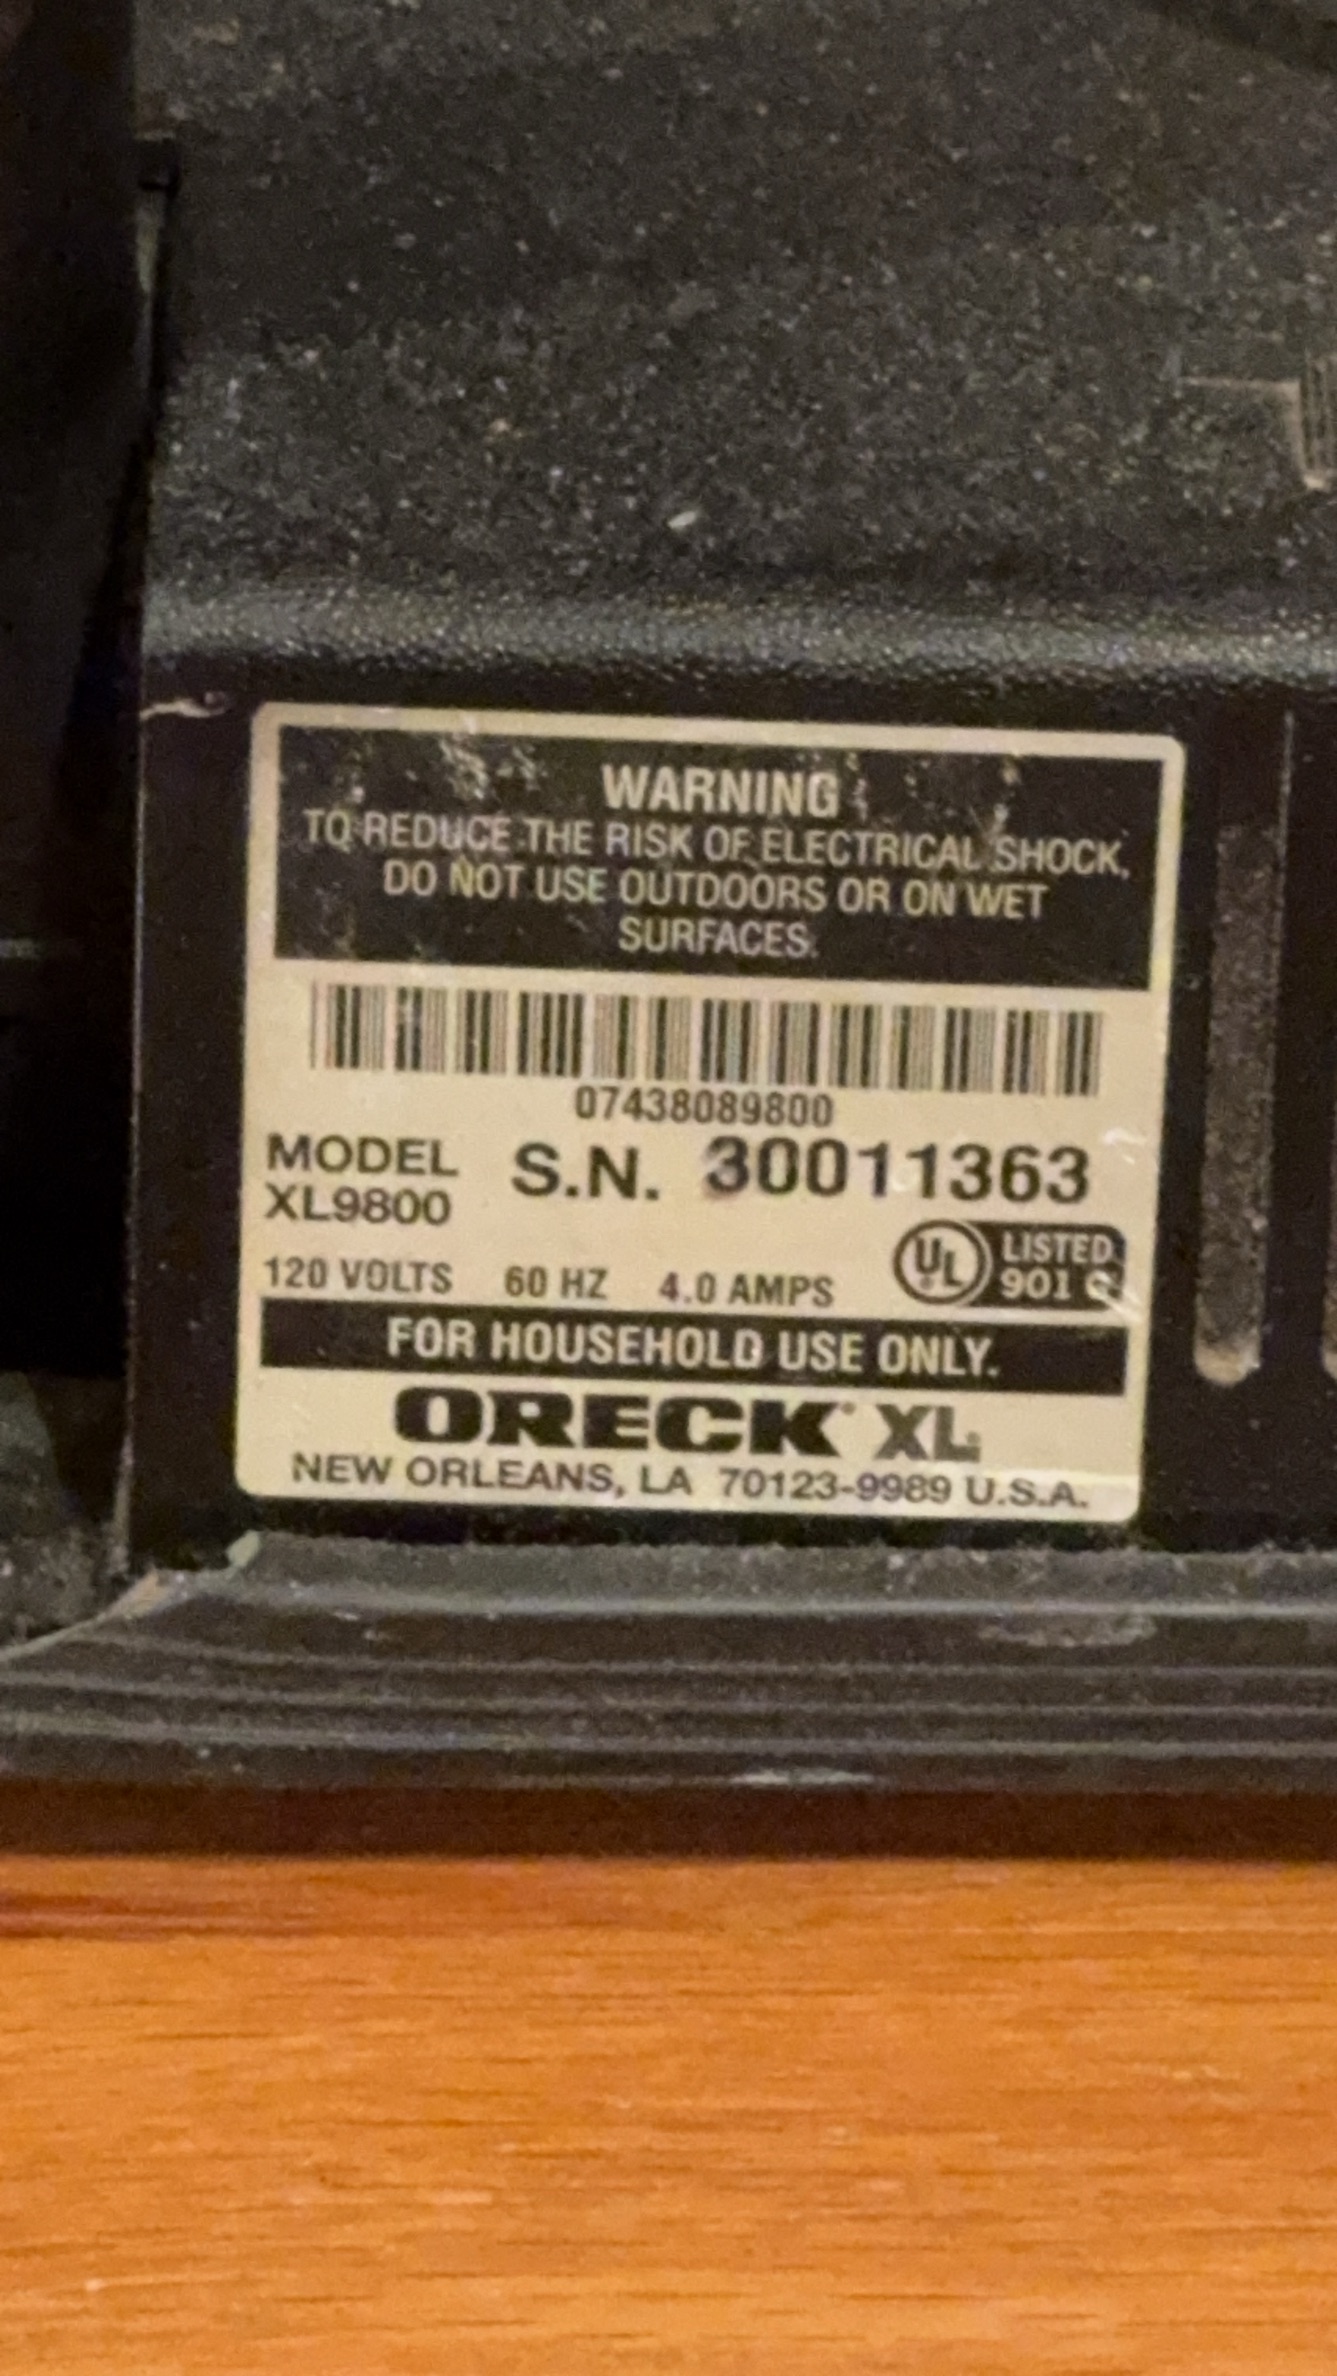 WARNING
TO REDUCE THE RISK OF ELECTRICAL SHOCK,
DO NOT USE OUTDOORS OR ON WET
SURFACES.
07438089800
MODEL S.N. 30011363
XL9800
UL LISTED
901
120 VOLTS 60 HZ 4.0 AMPS
FOR HOUSEHOLD USE ONLY.
ORECK XL
NEW ORLEANS, LA 70123-9989 U.S.A.